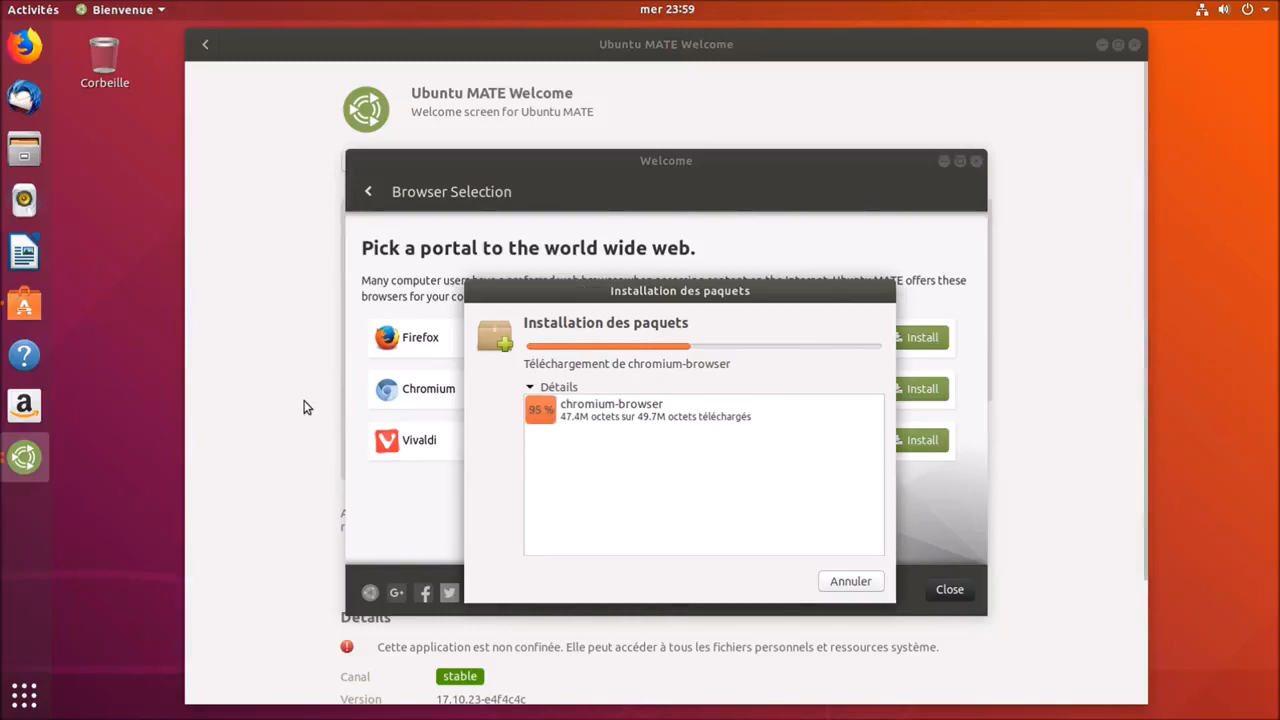 Activités
Bienvenue
mer 23:59
Corbeille
Ubuntu MATE Welcome
Ubuntu MATE Welcome
Welcome screen for Ubuntu MATE
Welcome
Browser Selection
Pick a portal to the world wide web.
offers these
browsers for your
Installation des paquets
Installation des paquets
Téléchargement de chromium-browser
Détails
95 %
chromium-browser
47.4M octets sur 49.7M octets téléchargés
Annuler
Firefox
Install
Chromium
Install
Vivaldi
Install
G+
Close
Détails
Cette application est non confinée. Elle peut accéder à tous les fichiers personnels et ressources système.
Canal
stable
Version
17.10.23-e4f4c4c